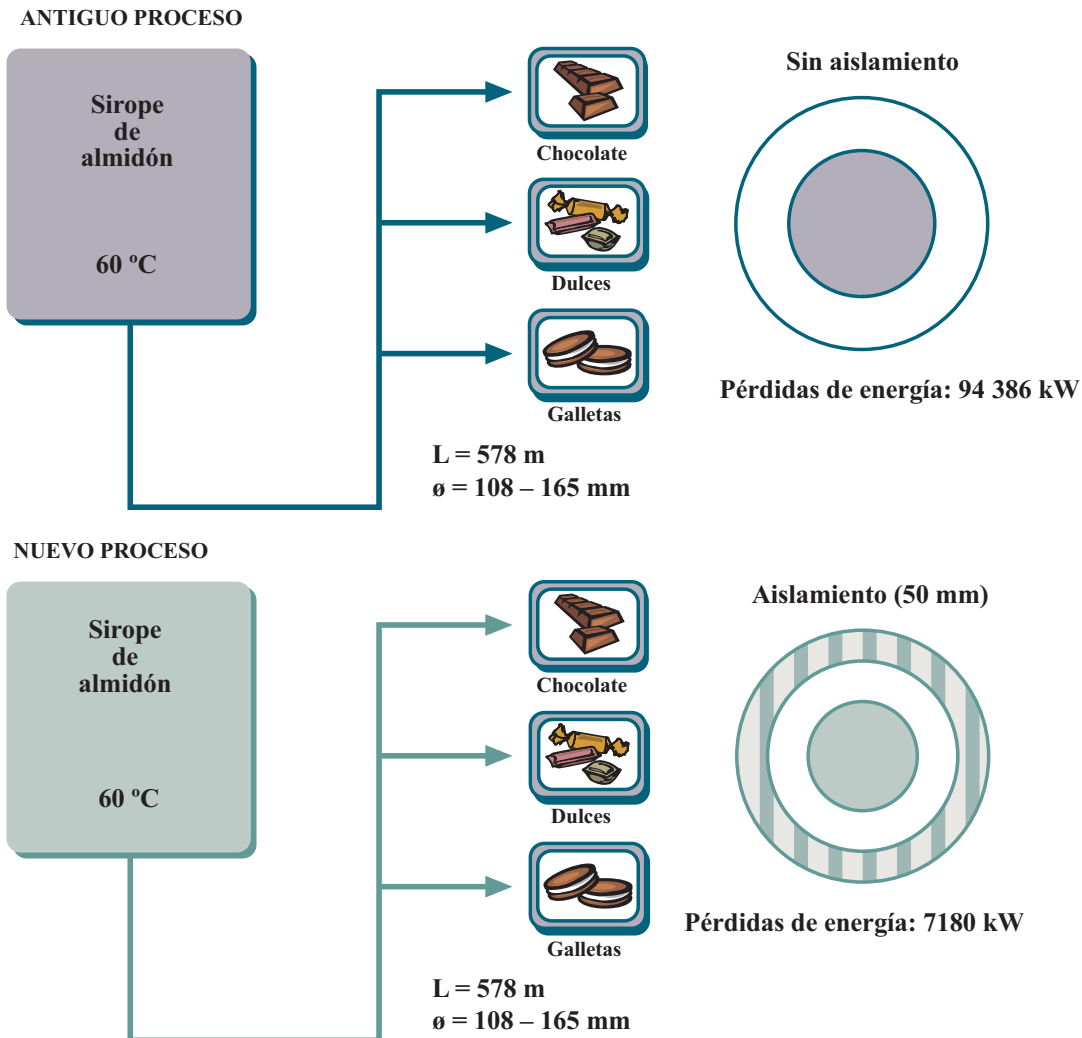 ANTIGUO PROCESO
Sirope
de
almidón
60 ºC
Chocolate
Dulces
Galletas
L = 578 m
ø = 108 – 165 mm
Sin aislamiento
Pérdidas de energía: 94 386 kW
NUEVO PROCESO
Sirope
de
almidón
60 ºC
Chocolate
Dulces
Galletas
L = 578 m
ø = 108 – 165 mm
Aislamiento (50 mm)
Pérdidas de energía: 7180 kW